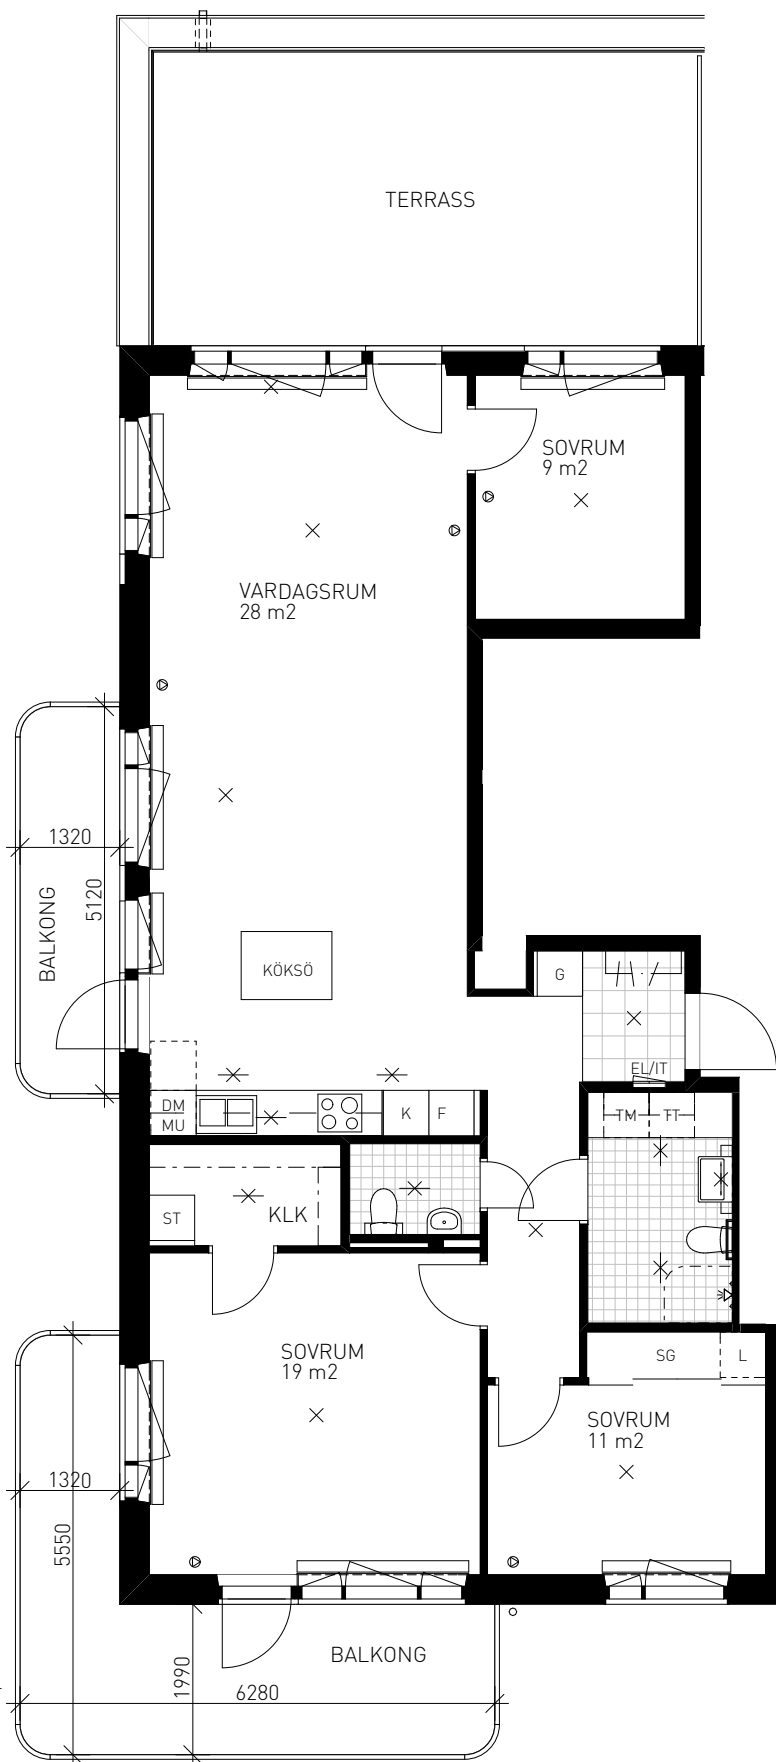 TERRASS
SOVRUM
9 m2
VARDAGSRUM
28 m2
1320
5120
BALKONG
KÖKSÖ
G
EL/IT
DM
MU
K
F
TM
TT
ST
KLK
SOVRUM
19 m2
SG
L
SOVRUM
11 m2
1320
5550
BALKONG
1990
6280